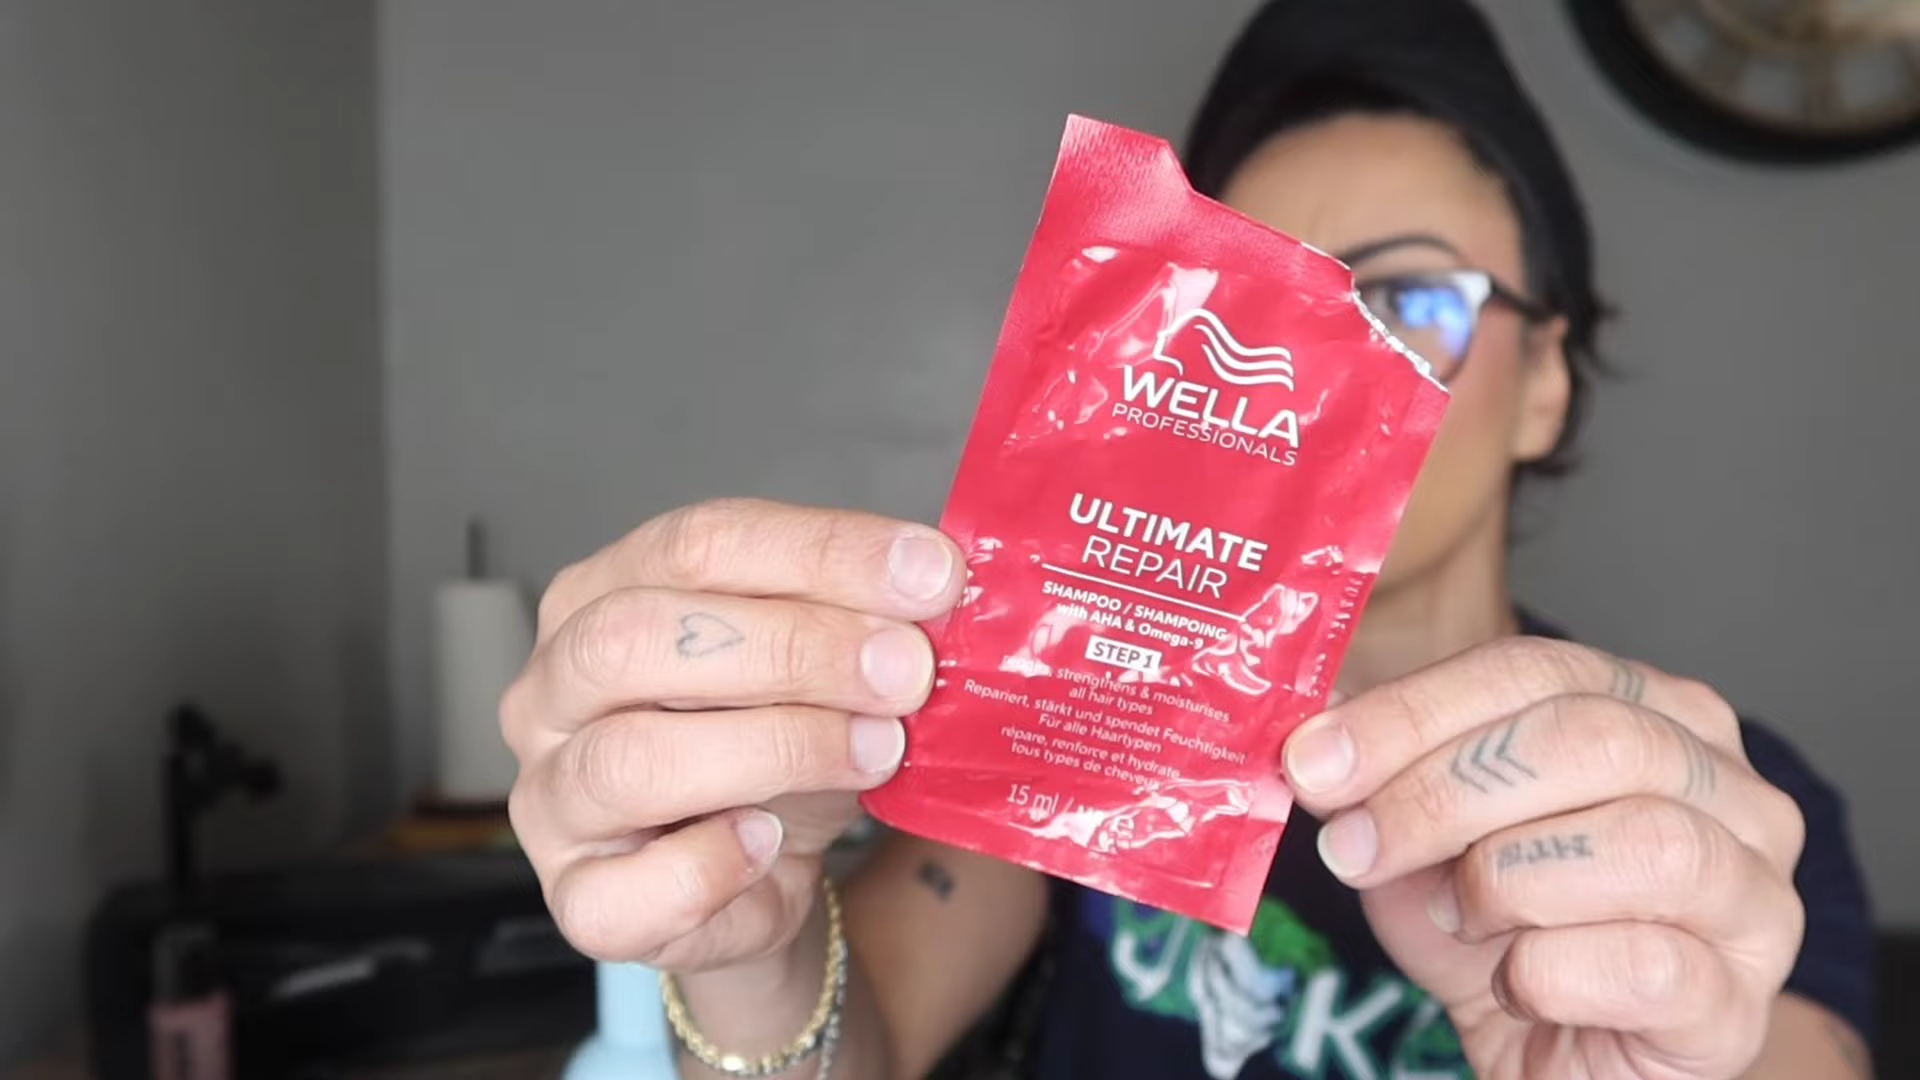 WELLA
PROFESSIONALS
ULTIMATE
REPAIR
SHAMPOO / SHAMPOING
with AHA & Omega-9
STEP 1
strengthens & moisturises
all hair types
Repariert, stärkt und spendet Feuchtigkeit
Für alle Haartypen
répare, renforce et hydrate
tous types de cheveux
15 ml /